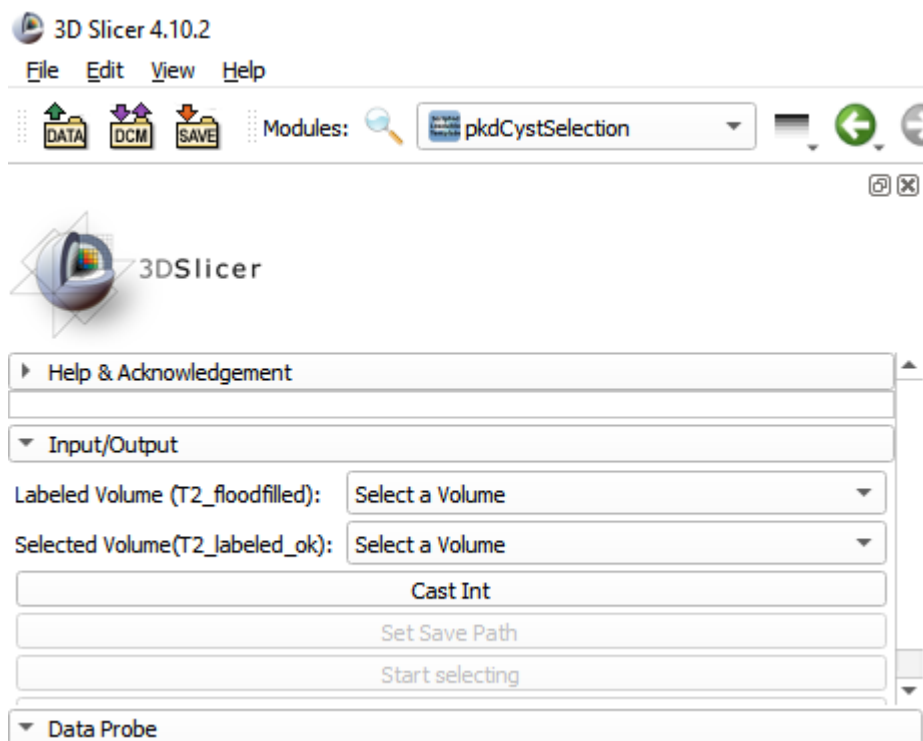 3D Slicer 4.10.2
File Edit View Help
DATA DCM SAVE Modules: pkdCystSelection
3DSlicer
Help & Acknowledgement
Input/Output
Labeled Volume (T2_floodfilled): Select a Volume
Selected Volume(T2_labeled_ok): Select a Volume
Cast Int
Set Save Path
Start selecting
Data Probe